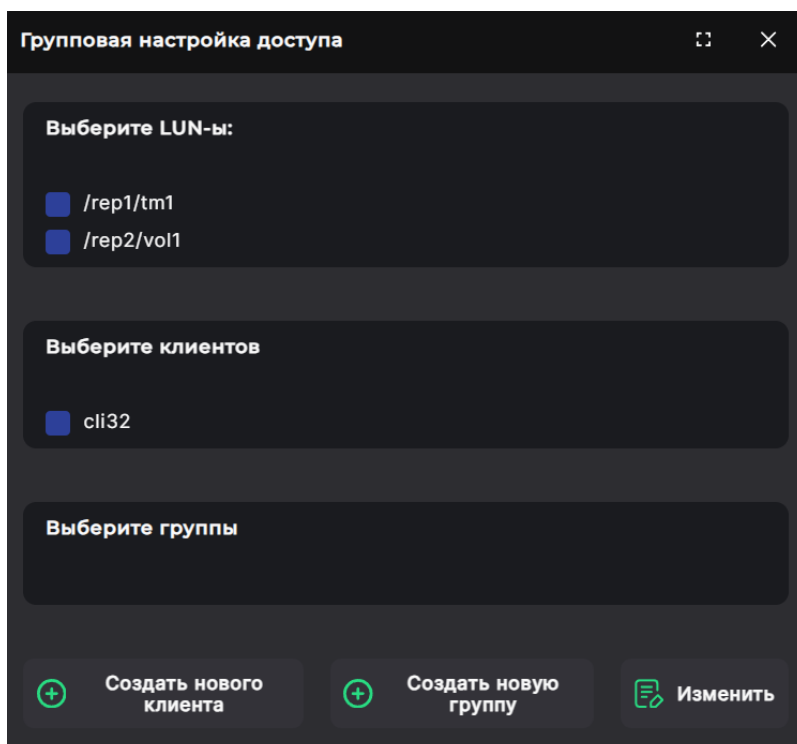 Групповая настройка доступа
Выберите LUN-ы:
/rep1/tm1
/rep2/vol1
Выберите клиентов
cli32
Выберите группы
Создать нового
клиента
Создать новую
группу
Изменить